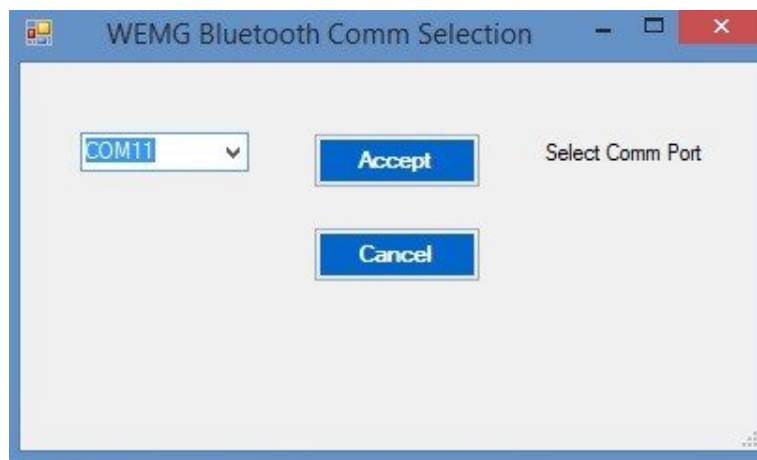 WEMG Bluetooth Comm Selection
COM11
Accept
Select Comm Port
Cancel